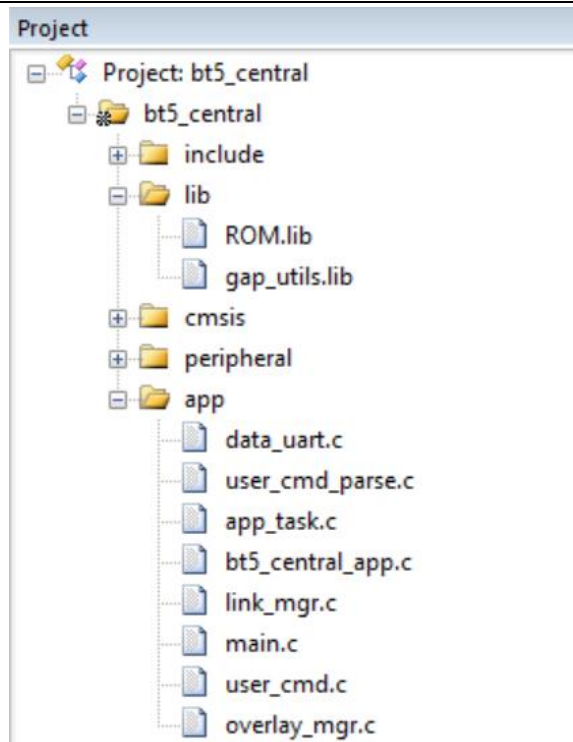 Project
Project: bt5_central
bt5_central
include
lib
ROM.lib
gap_utils.lib
cmsis
peripheral
app
data_uart.c
user_cmd_parse.c
app_task.c
bt5_central_app.c
link_mgr.c
main.c
user_cmd.c
overlay_mgr.c